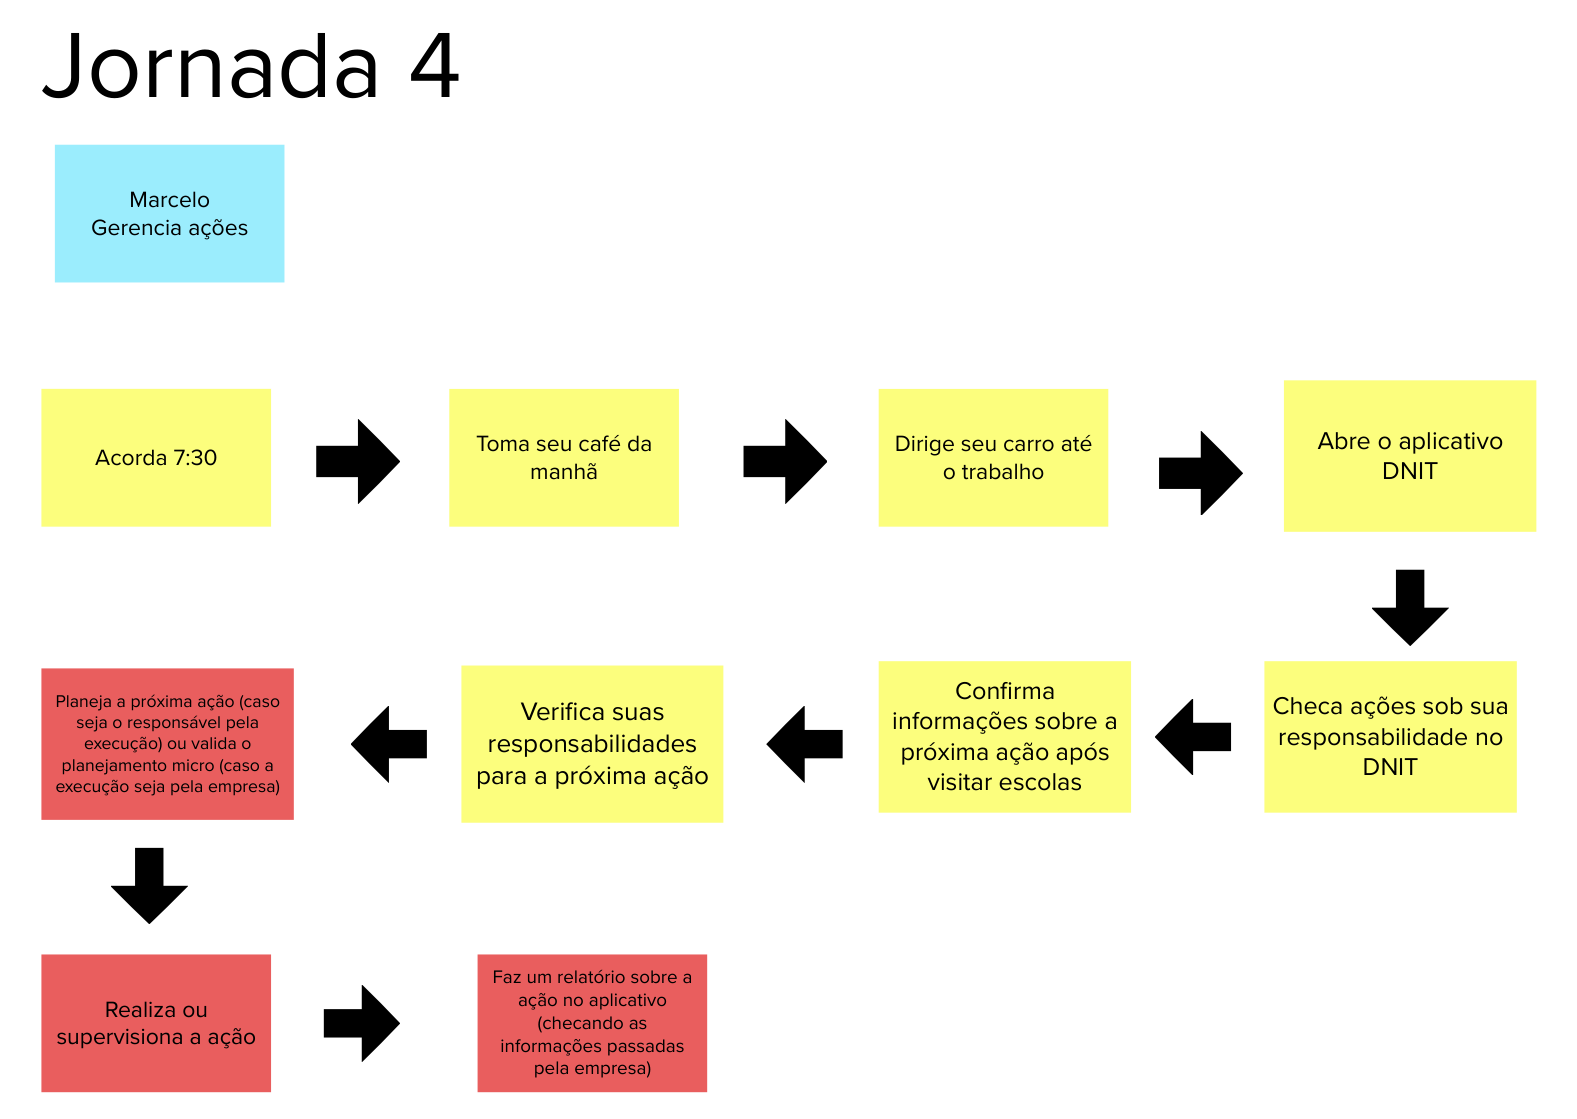 Jornada 4
Marcelo
Gerencia ações
Acorda 7:30
Toma seu café da
manhã
Dirige seu carro até
o trabalho
Abre o aplicativo
DNIT
Checa ações sob sua
responsabilidade no
DNIT
Confirma
informações sobre a
próxima ação após
visitar escolas
Verifica suas
responsabilidades
para a próxima ação
Planeja a próxima ação (caso
seja o responsável pela
execução) ou valida o
planejamento micro (caso a
execução seja pela empresa)
Realiza ou
supervisiona a ação
Faz um relatório sobre a
ação no aplicativo
(checando as
informações passadas
pela empresa)